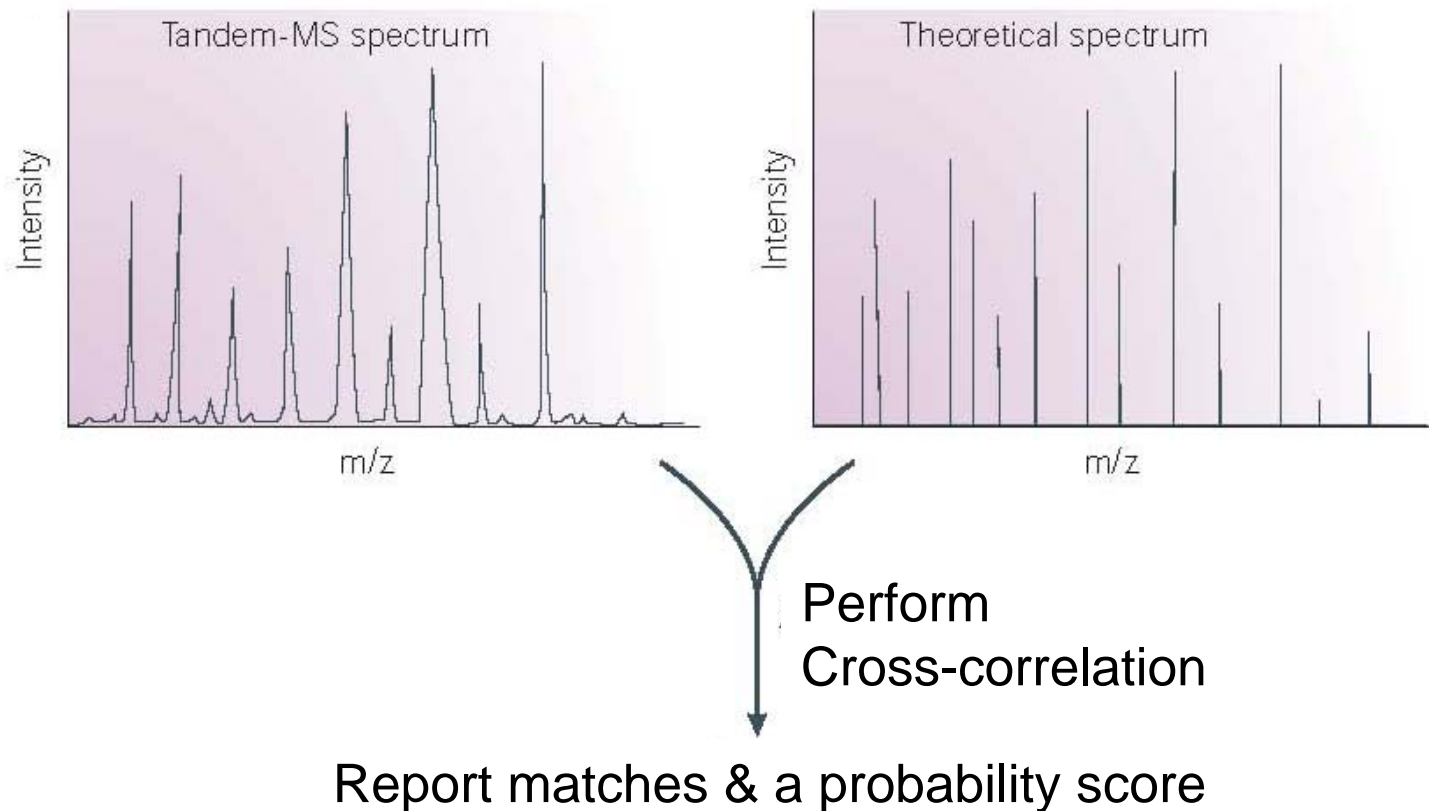 Tandem-MS spectrum
Intensity
m/z
Theoretical spectrum
Intensity
m/z
Perform
Cross-correlation
Report matches & a probability score